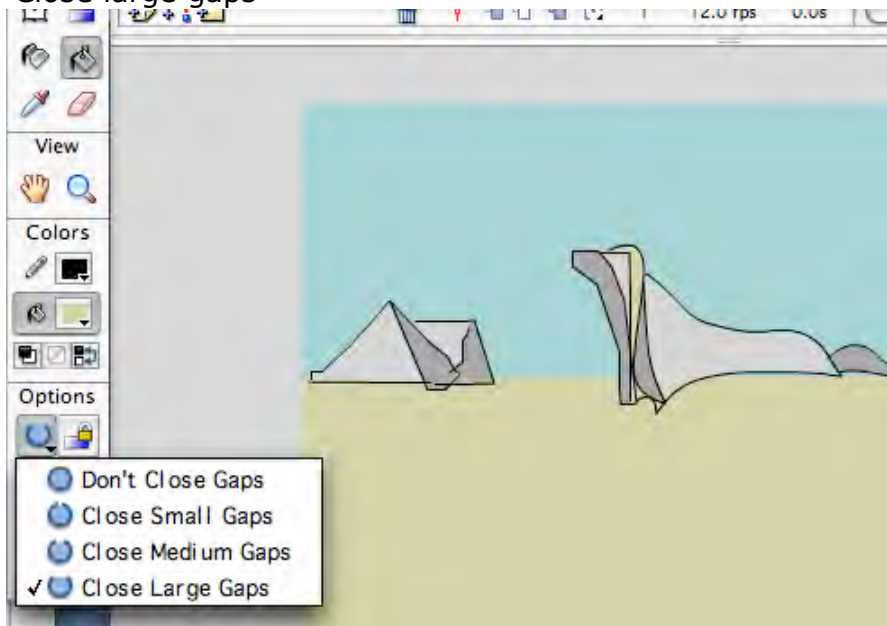 Close large gaps
12.0 fps 0.0s
View
Colors
Options
Don't Close Gaps
Close Small Gaps
Close Medium Gaps
Close Large Gaps